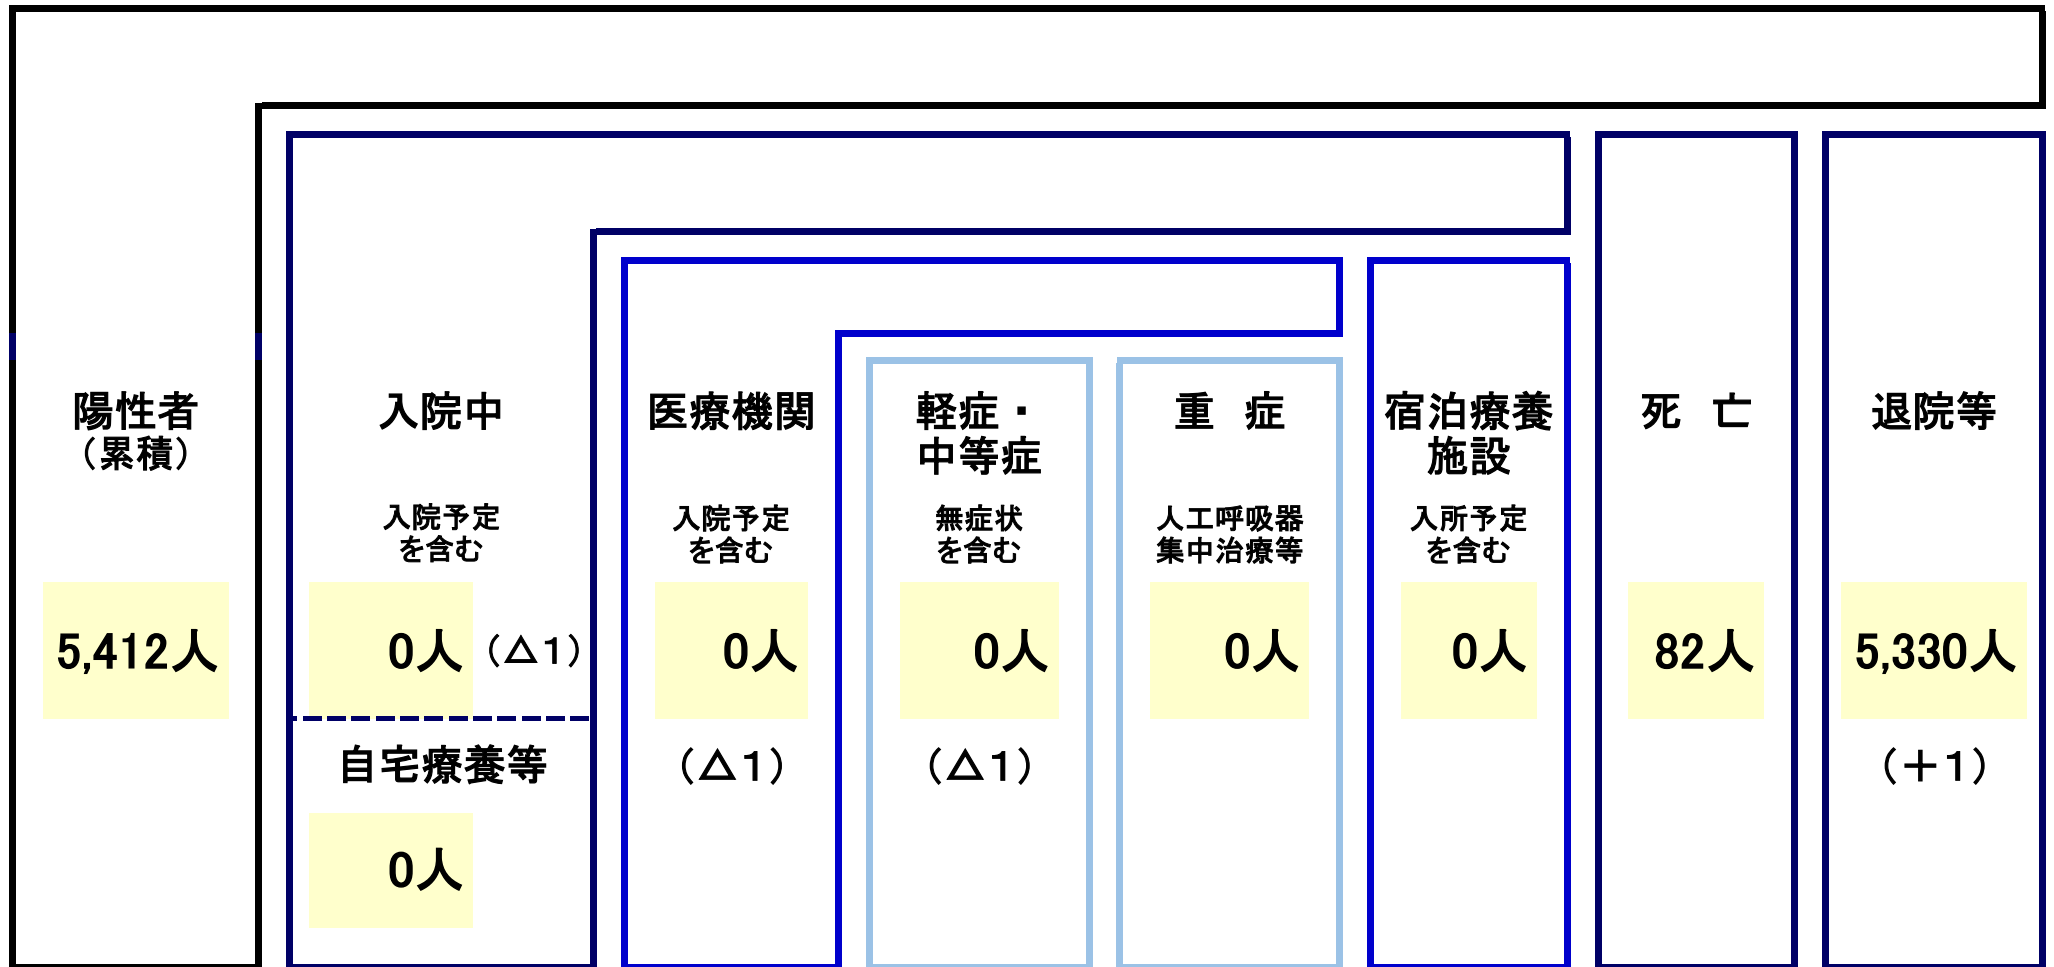 陽性者
（累積）
5,412人
入院中
入院予定
を含む
0人 （△1）
自宅療養等
0人
医療機関
入院予定
を含む
0人
（△1）
軽症・
中等症
無症状
を含む
0人
（△1）
重　症
人工呼吸器
集中治療等
0人
宿泊療養
施設
入所予定
を含む
0人
死　亡
82人
退院等
5,330人
（＋1）